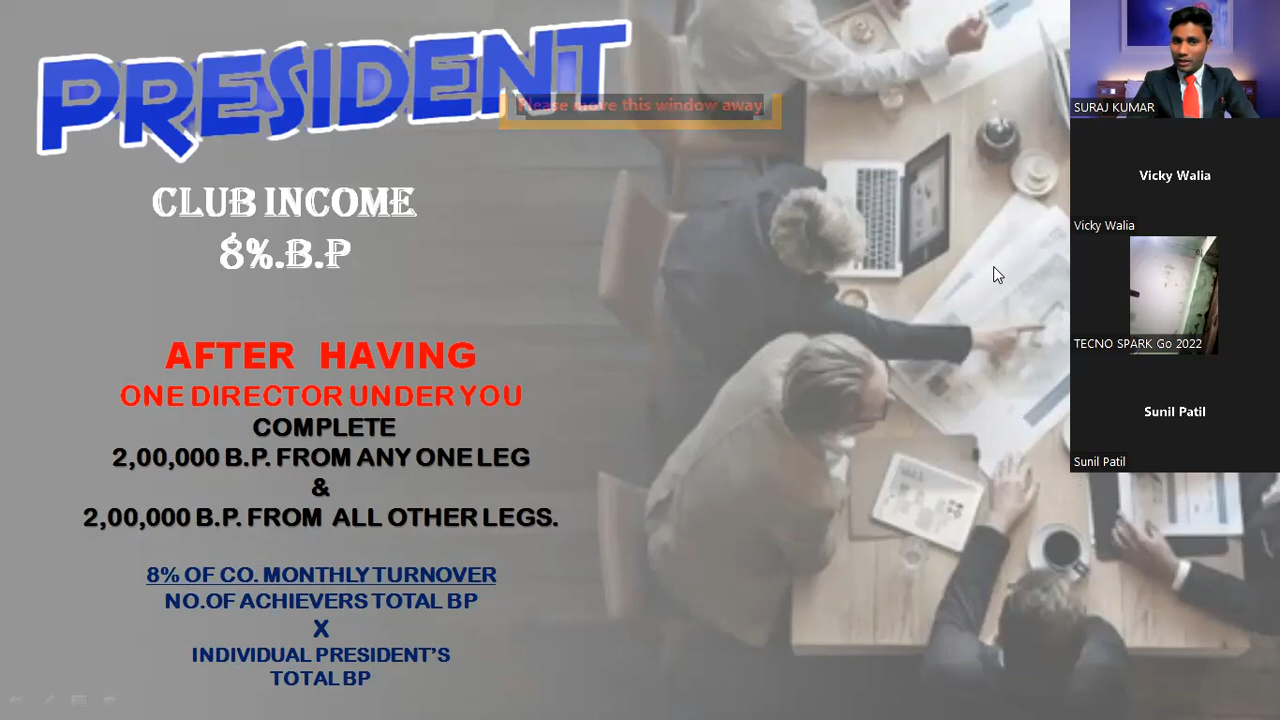 PRESIDENT
Please move this window away
CLUB INCOME
8%.B.P
AFTER HAVING
ONE DIRECTOR UNDER YOU
COMPLETE
2,00,000 B.P. FROM ANY ONE LEG
&
2,00,000 B.P. FROM ALL OTHER LEGS.
8% OF CO. MONTHLY TURNOVER
NO.OF ACHIEVERS TOTAL BP
X
INDIVIDUAL PRESIDENT'S
TOTAL BP
SURAJ KUMAR
Vicky Walia
Vicky Walia
TECNO SPARK Go 2022
Sunil Patil
Sunil Patil